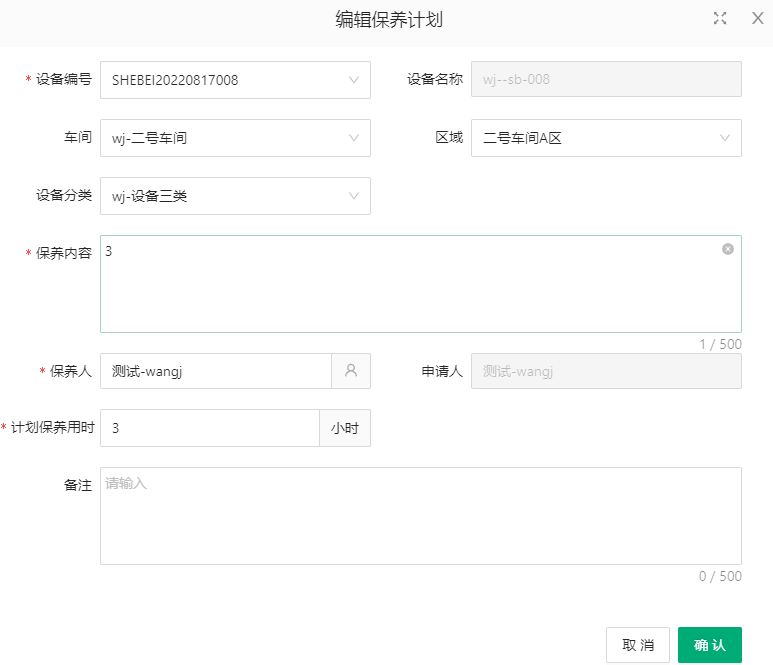 编辑保养计划
* 设备编号 SHEBEI20220817008 设备名称 wj--sb-008
车间 wj-二号车间 区域 二号车间A区
设备分类 wj-设备三类
* 保养内容 3
1 / 500
* 保养人 测试-wangj 申请人 测试-wangj
* 计划保养用时 3 小时
备注 请输入
0 / 500
取 消 确 认